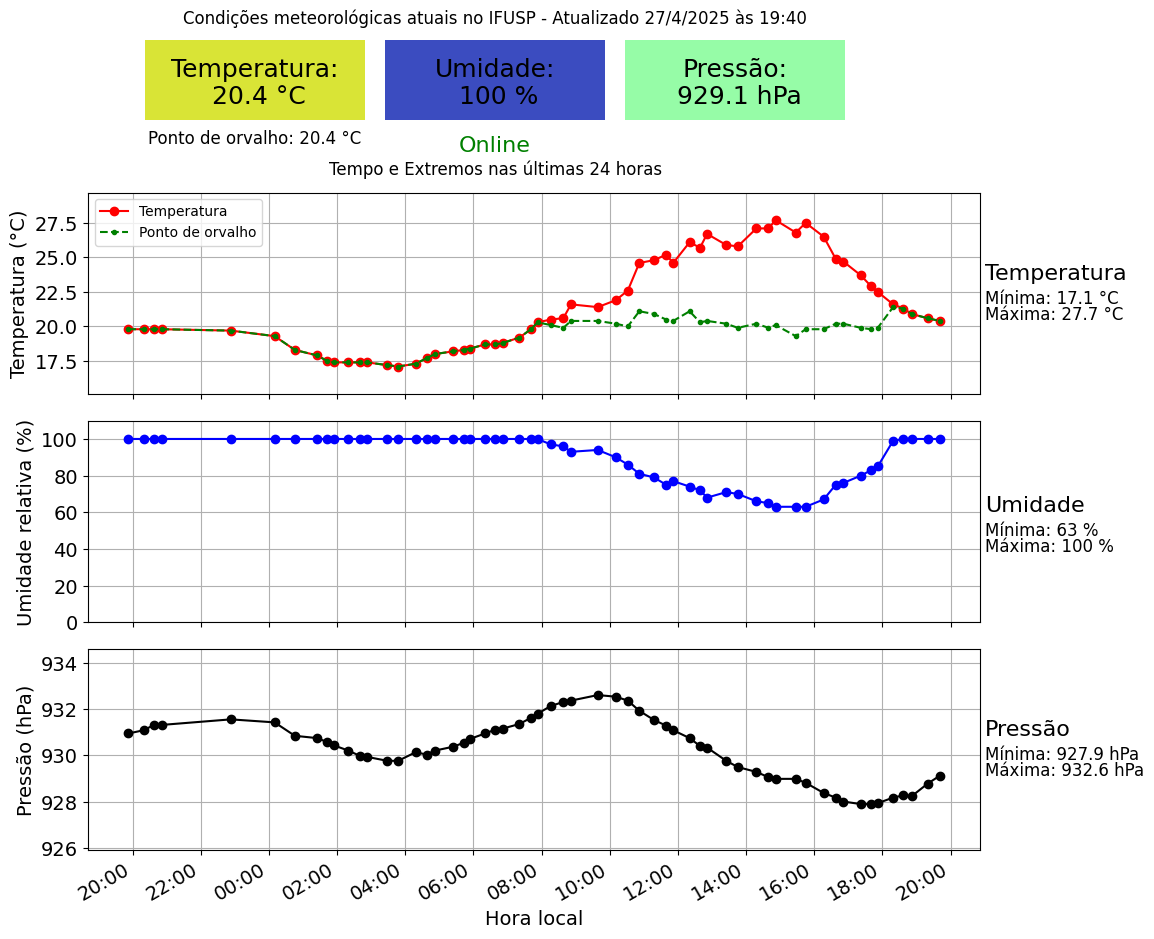 Condições meteorológicas atuais no IFUSP - Atualizado 27/4/2025 às 19:40
Temperatura:
20.4 °C
Umidade:
100 %
Pressão:
929.1 hPa
Ponto de orvalho: 20.4 °C
Online
Tempo e Extremos nas últimas 24 horas
Temperatura (°C)
27.5
25.0
22.5
20.0
17.5
Temperatura
Ponto de orvalho
Temperatura
Mínima: 17.1 °C
Máxima: 27.7 °C
Umidade relativa (%)
100
80
60
40
20
0
Umidade
Mínima: 63 %
Máxima: 100 %
Pressão (hPa)
934
932
930
928
926
Pressão
Mínima: 927.9 hPa
Máxima: 932.6 hPa
20:00 22:00 00:00 02:00 04:00 06:00 08:00 10:00 12:00 14:00 16:00 18:00 20:00
Hora local